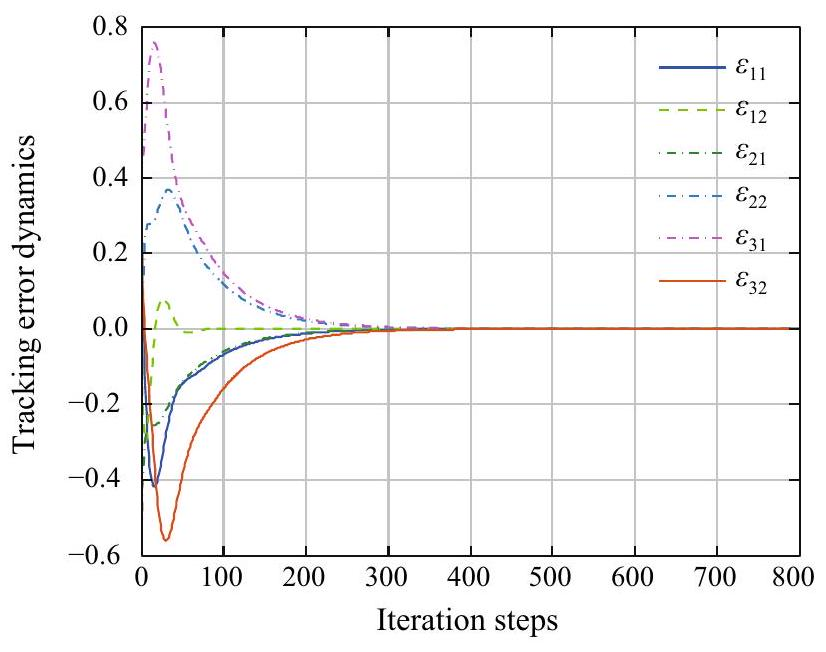 0.8
0.6
0.4
0.2
0.0
−0.2
−0.4
−0.6
Tracking error dynamics
0 100 200 300 400 500 600 700 800
Iteration steps
ε11
ε12
ε21
ε22
ε31
ε32